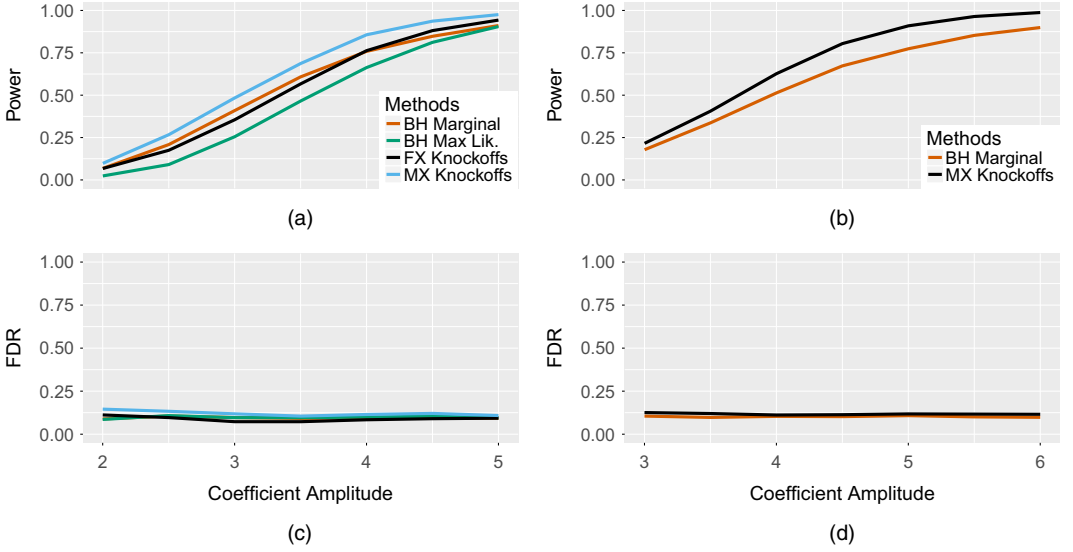 1.00
0.75
0.50
0.25
0.00
Power
Methods
BH Marginal
BH Max Lik.
FX Knockoffs
MX Knockoffs
(a)
1.00
0.75
0.50
0.25
0.00
Power
Methods
BH Marginal
MX Knockoffs
(b)
1.00
0.75
0.50
0.25
0.00
FDR
2 3 4 5
Coefficient Amplitude
(c)
1.00
0.75
0.50
0.25
0.00
FDR
3 4 5 6
Coefficient Amplitude
(d)